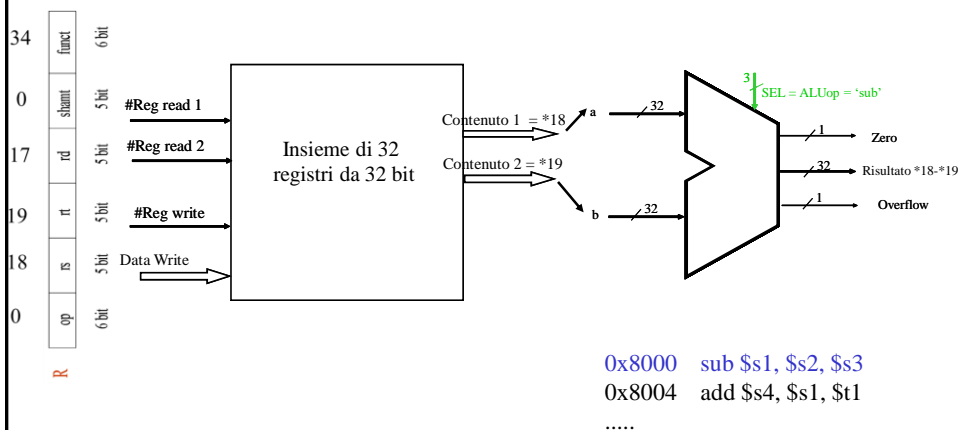 34 funct 6 bit
0 shamt 5 bit
17 rd 5 bit
19 rt 5 bit
18 rs 5 bit
0 op 6 bit
R
#Reg read 1
#Reg read 2
#Reg write
Data Write
Insieme di 32
registri da 32 bit
Contenuto 1 = *18
Contenuto 2 = *19
a
b
32
32
3
SEL = ALUop = ‘sub’
1
Zero
32
Risultato *18-*19
1
Overflow
0x8000 sub $s1, $s2, $s3
0x8004 add $s4, $s1, $t1
.....